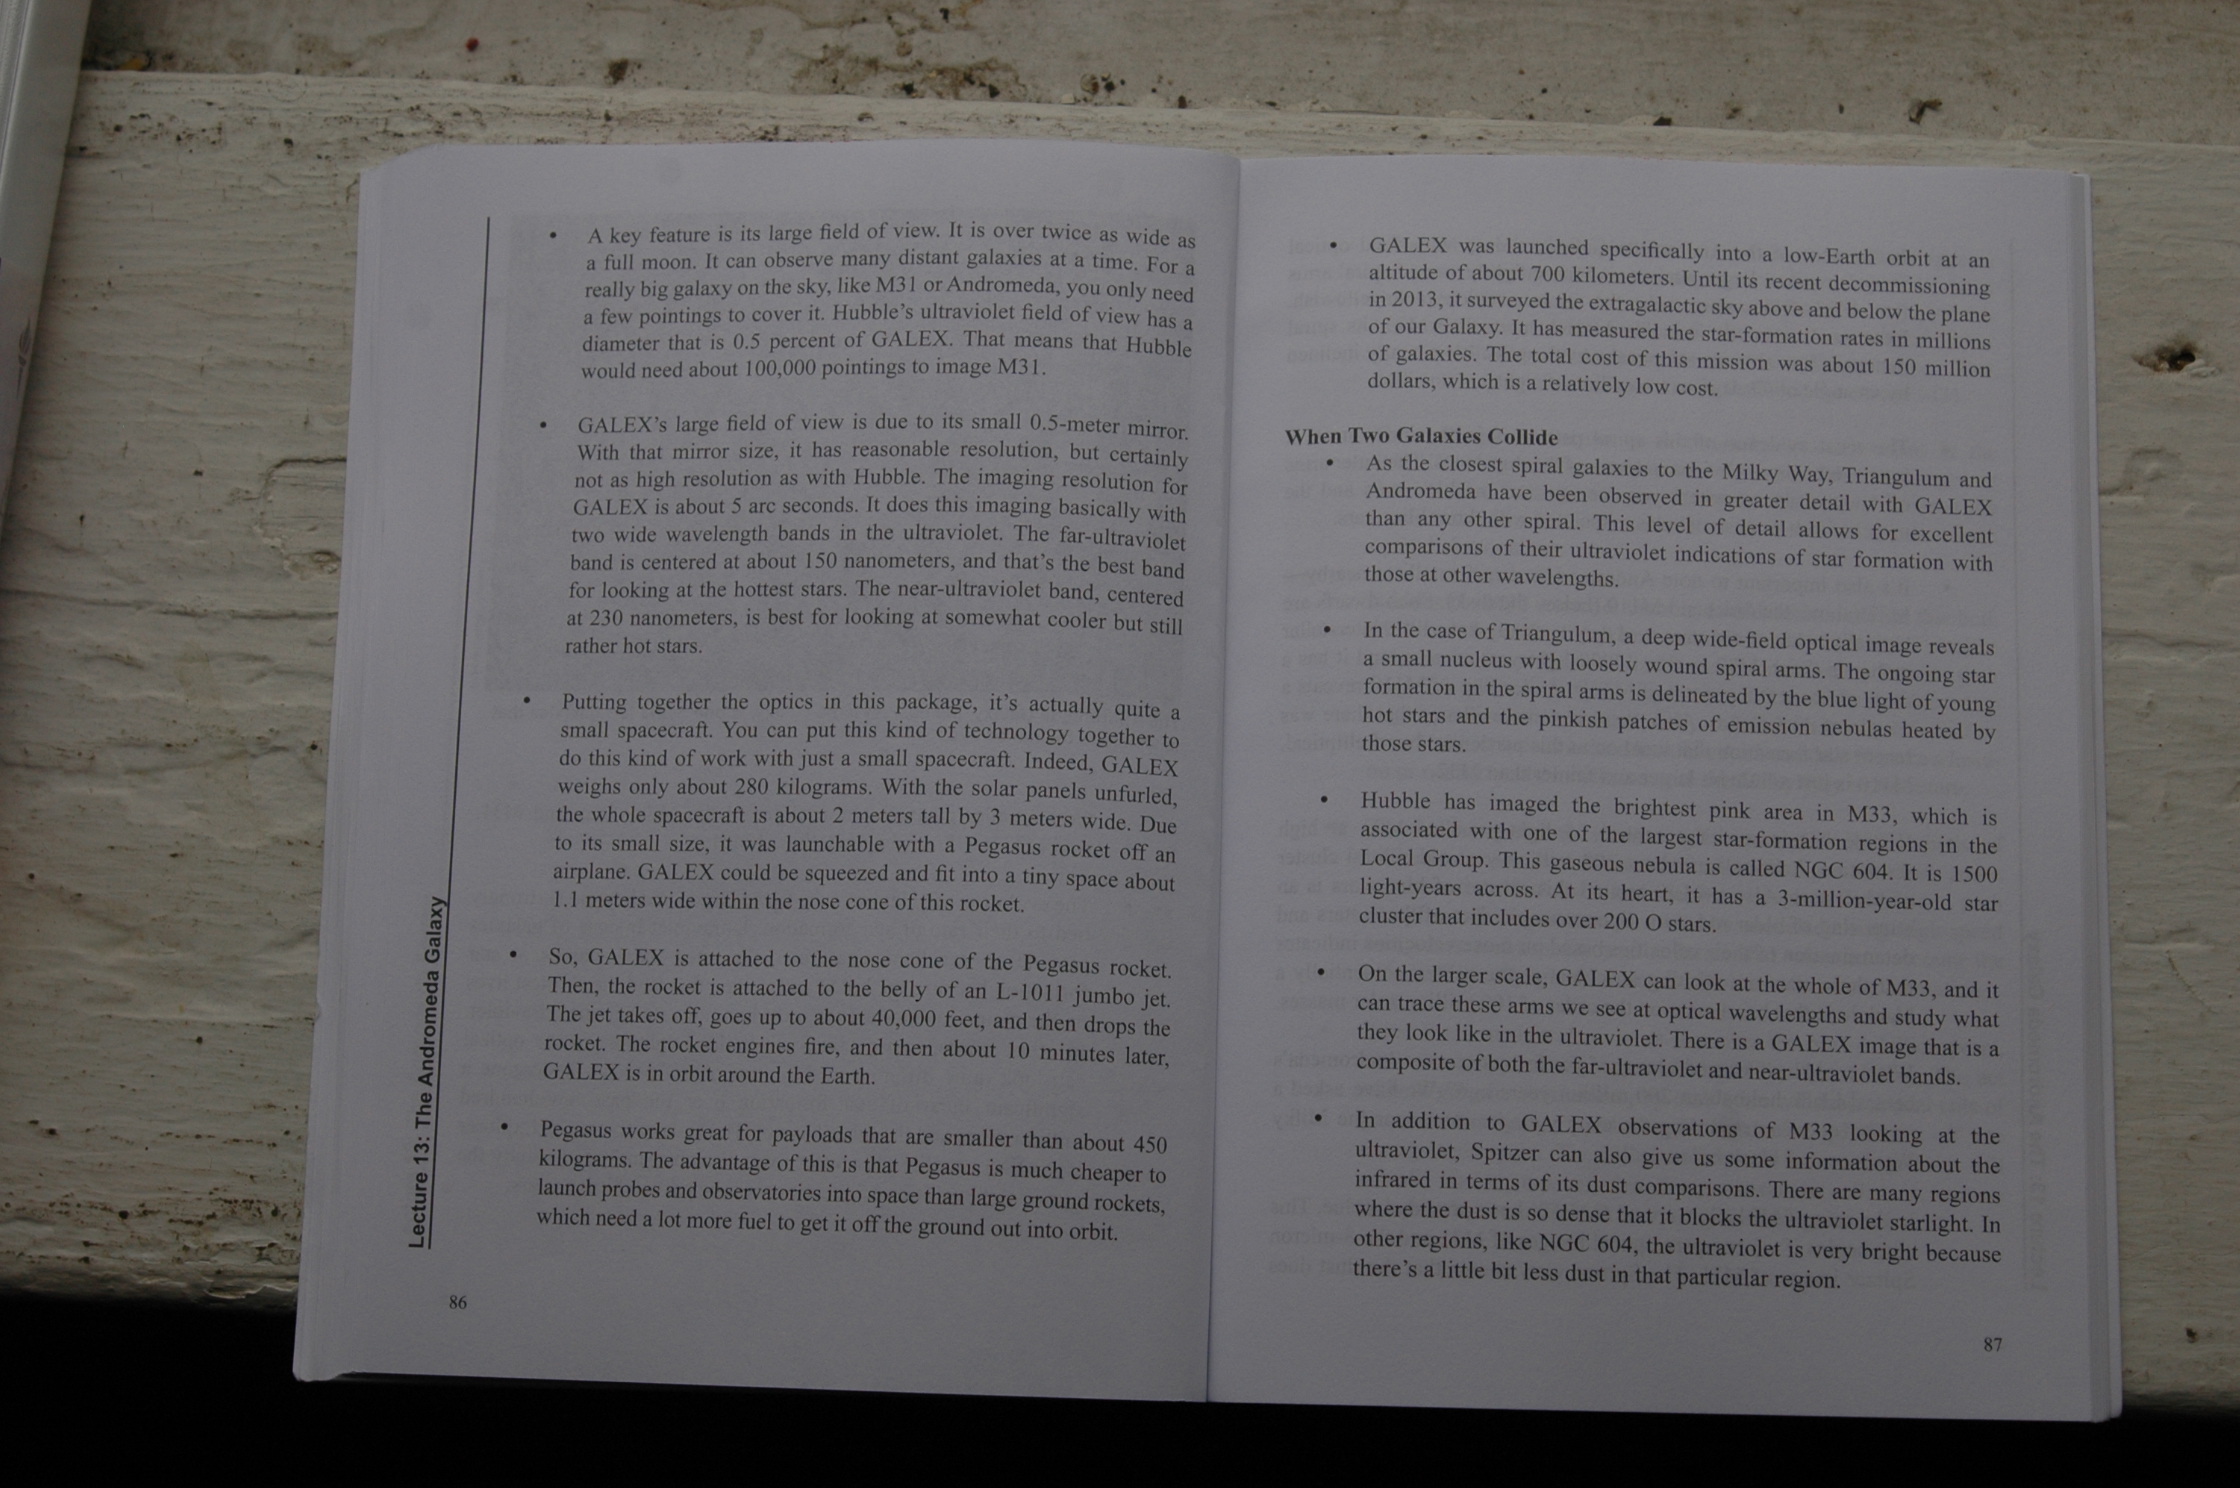 • A key feature is its large field of view. It is over twice as wide as
a full moon. It can observe many distant galaxies at a time. For a
really big galaxy on the sky, like M31 or Andromeda, you only need
a few pointings to cover it. Hubble's ultraviolet field of view has a
diameter that is 0.5 percent of GALEX. That means that Hubble
would need about 100,000 pointings to image M31.
• GALEX's large field of view is due to its small 0.5-meter mirror.
With that mirror size, it has reasonable resolution, but certainly
not as high resolution as with Hubble. The imaging resolution for
GALEX is about 5 arc seconds. It does this imaging basically with
two wide wavelength bands in the ultraviolet. The far-ultraviolet
band is centered at about 150 nanometers, and that's the best band
for looking at the hottest stars. The near-ultraviolet band, centered
at 230 nanometers, is best for looking at somewhat cooler but still
rather hot stars.
• Putting together the optics in this package, it's actually quite a
small spacecraft. You can put this kind of technology together to
do this kind of work with just a small spacecraft. Indeed, GALEX
weighs only about 280 kilograms. With the solar panels unfurled,
the whole spacecraft is about 2 meters tall by 3 meters wide. Due
to its small size, it was launchable with a Pegasus rocket off an
airplane. GALEX could be squeezed and fit into a tiny space about
1.1 meters wide within the nose cone of this rocket.
• So, GALEX is attached to the nose cone of the Pegasus rocket.
Then, the rocket is attached to the belly of an L-1011 jumbo jet.
The jet takes off, goes up to about 40,000 feet, and then drops the
rocket. The rocket engines fire, and then about 10 minutes later,
GALEX is in orbit around the Earth.
• Pegasus works great for payloads that are smaller than about 450
kilograms. The advantage of this is that Pegasus is much cheaper to
launch probes and observatories into space than large ground rockets,
which need a lot more fuel to get it off the ground out into orbit.
Lecture 13: The Andromeda Galaxy
86
• GALEX was launched specifically into a low-Earth orbit at an
altitude of about 700 kilometers. Until its recent decommissioning
in 2013, it surveyed the extragalactic sky above and below the plane
of our Galaxy. It has measured the star-formation rates in millions
of galaxies. The total cost of this mission was about 150 million
dollars, which is a relatively low cost.
When Two Galaxies Collide
• As the closest spiral galaxies to the Milky Way, Triangulum and
Andromeda have been observed in greater detail with GALEX
than any other spiral. This level of detail allows for excellent
comparisons of their ultraviolet indications of star formation with
those at other wavelengths.
• In the case of Triangulum, a deep wide-field optical image reveals
a small nucleus with loosely wound spiral arms. The ongoing star
formation in the spiral arms is delineated by the blue light of young
hot stars and the pinkish patches of emission nebulas heated by
those stars.
• Hubble has imaged the brightest pink area in M33, which is
associated with one of the largest star-formation regions in the
Local Group. This gaseous nebula is called NGC 604. It is 1500
light-years across. At its heart, it has a 3-million-year-old star
cluster that includes over 200 O stars.
• On the larger scale, GALEX can look at the whole of M33, and it
can trace these arms we see at optical wavelengths and study what
they look like in the ultraviolet. There is a GALEX image that is a
composite of both the far-ultraviolet and near-ultraviolet bands.
• In addition to GALEX observations of M33 looking at the
ultraviolet, Spitzer can also give us some information about the
infrared in terms of its dust comparisons. There are many regions
where the dust is so dense that it blocks the ultraviolet starlight. In
other regions, like NGC 604, the ultraviolet is very bright because
there's a little bit less dust in that particular region.
87